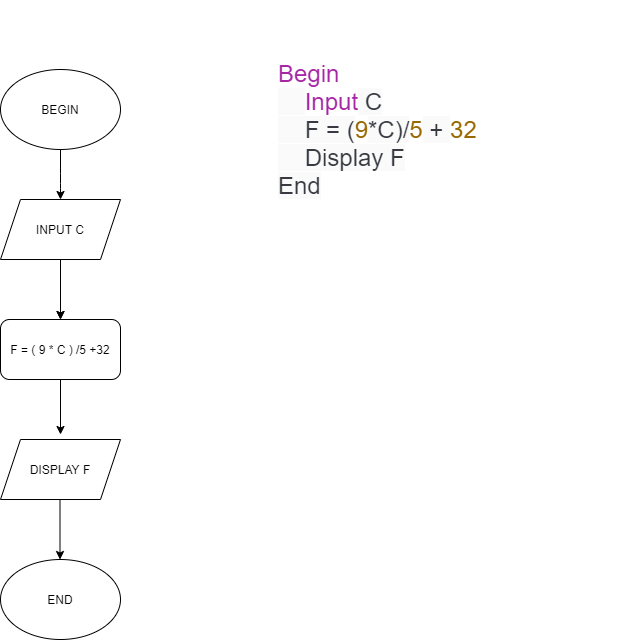 BEGIN
INPUT C
F = ( 9 * C ) /5 +32
DISPLAY F
END
Begin
Input C
F = (9*C)/5 + 32
Display F
End